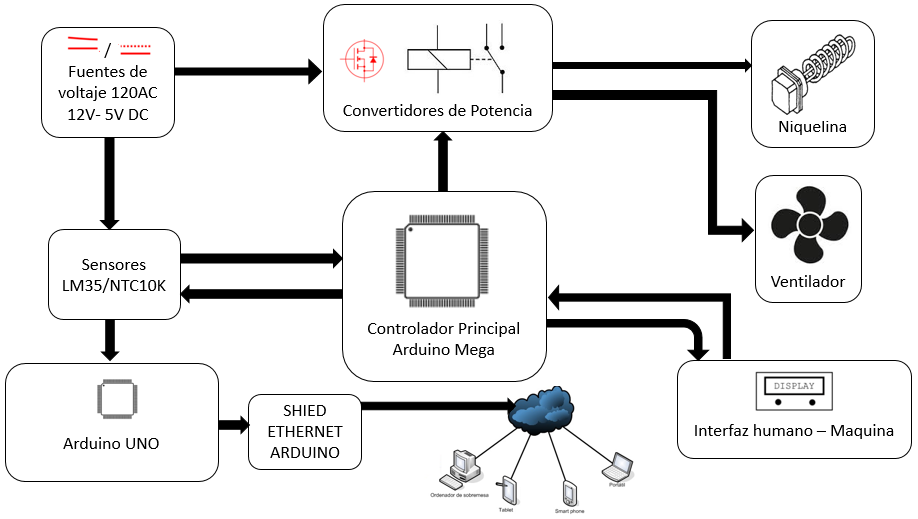 /
Fuentes de
voltaje 120AC
12V- 5V DC
Convertidores de Potencia
Niquelina
Ventilador
Sensores
LM35/NTC10K
Controlador Principal
Arduino Mega
DISPLAY
Interfaz humano – Maquina
Arduino UNO
SHIED
ETHERNET
ARDUINO
Ordenador de sobremesa
Tablet
Smart phone
Portátil